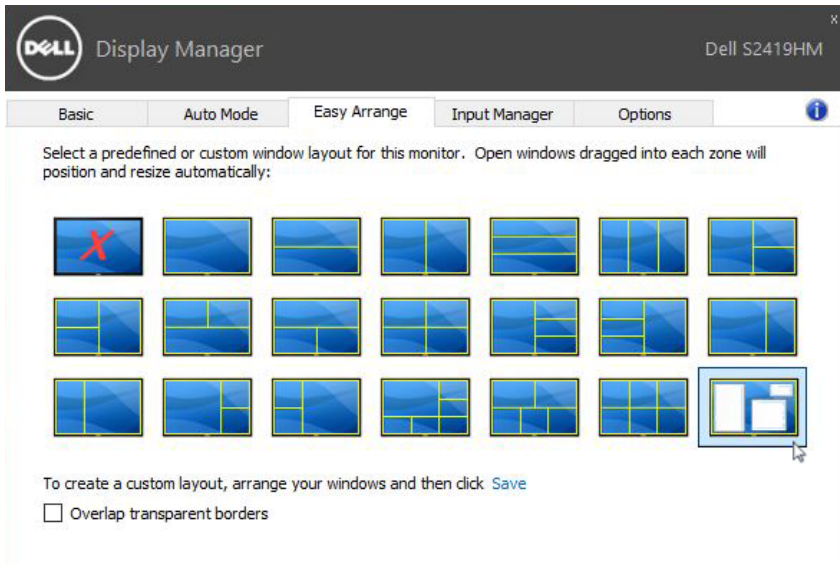 x
DELL
Display Manager
Dell S2419HM
Basic
Auto Mode
Easy Arrange
Input Manager
Options
i
Select a predefined or custom window layout for this monitor. Open windows dragged into each zone will
position and resize automatically:
X
To create a custom layout, arrange your windows and then click Save
Overlap transparent borders